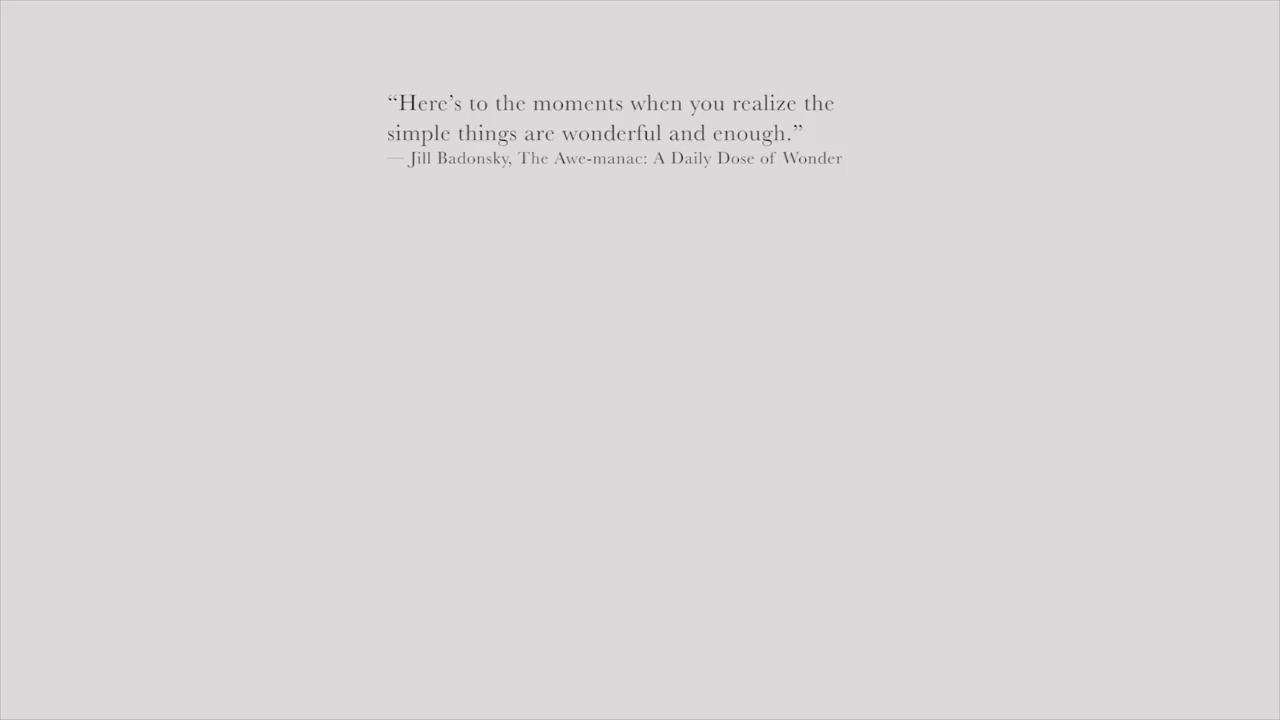 “Here’s to the moments when you realize the
simple things are wonderful and enough.”
— Jill Badonsky, The Awe-manac: A Daily Dose of Wonder